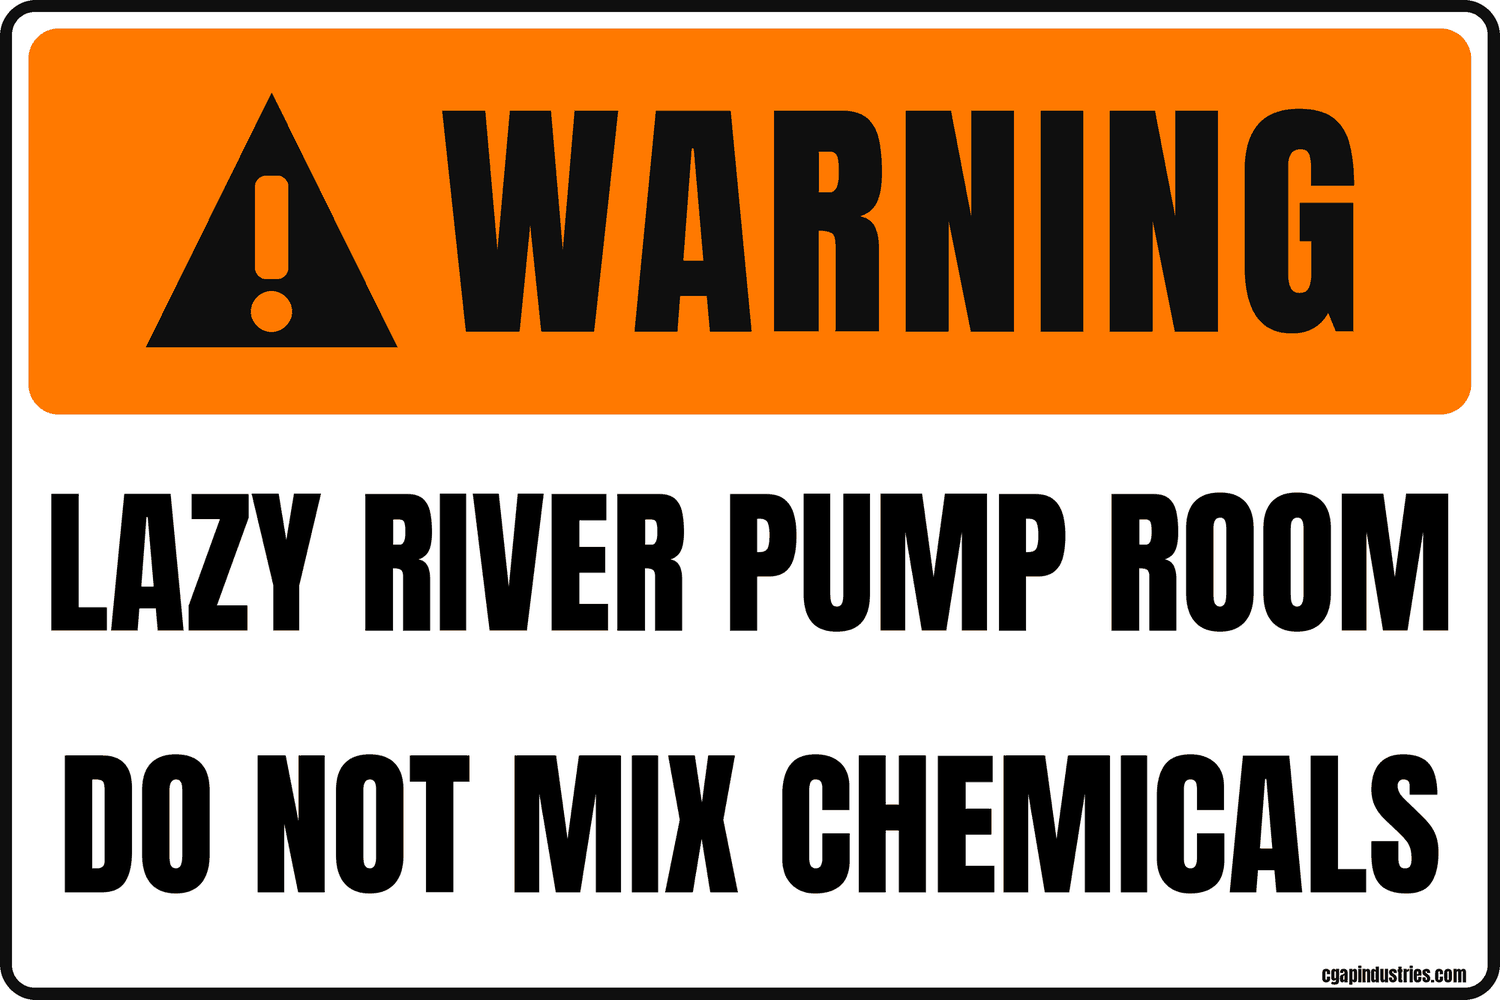 WARNING
LAZY RIVER PUMP ROOM
DO NOT MIX CHEMICALS
cgapindustries.com